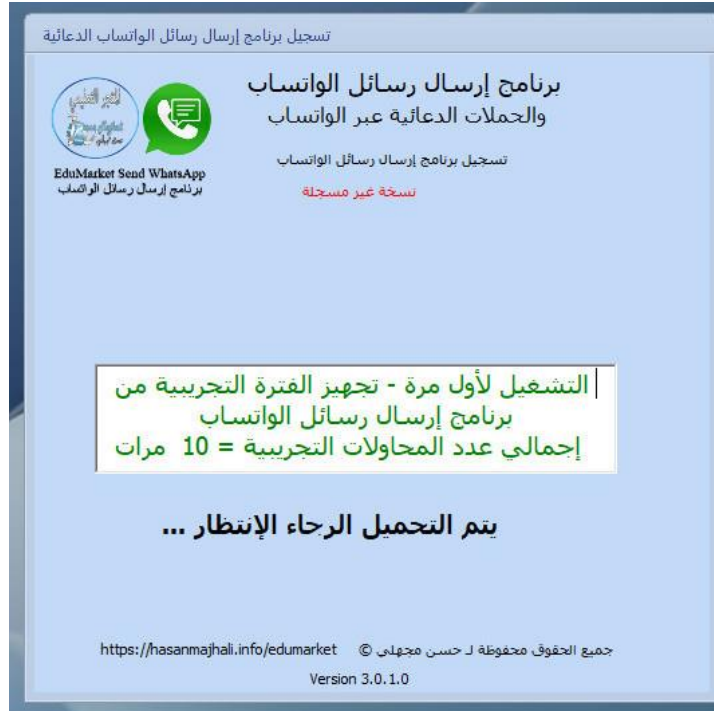 تسجيل برنامج إرسال رسائل الواتساب الدعائية
برنامج إرسال رسائل الواتساب
والحملات الدعائية عبر الواتساب
تسجيل برنامج إرسال رسائل الواتساب
نسخة غير مسجلة
EduMarket Send WhatsApp
برنامج إرسال رسائل الواتساب
التشغيل لأول مرة - تجهيز الفترة التجريبية من
برنامج إرسال رسائل الواتساب
إجمالي عدد المحاولات التجريبية = 10 مرات
يتم التحميل الرجاء الإنتظار ...
جميع الحقوق محفوظة لـ حسن مجهلي © https://hasanmajhali.info/edumarket
Version 3.0.1.0